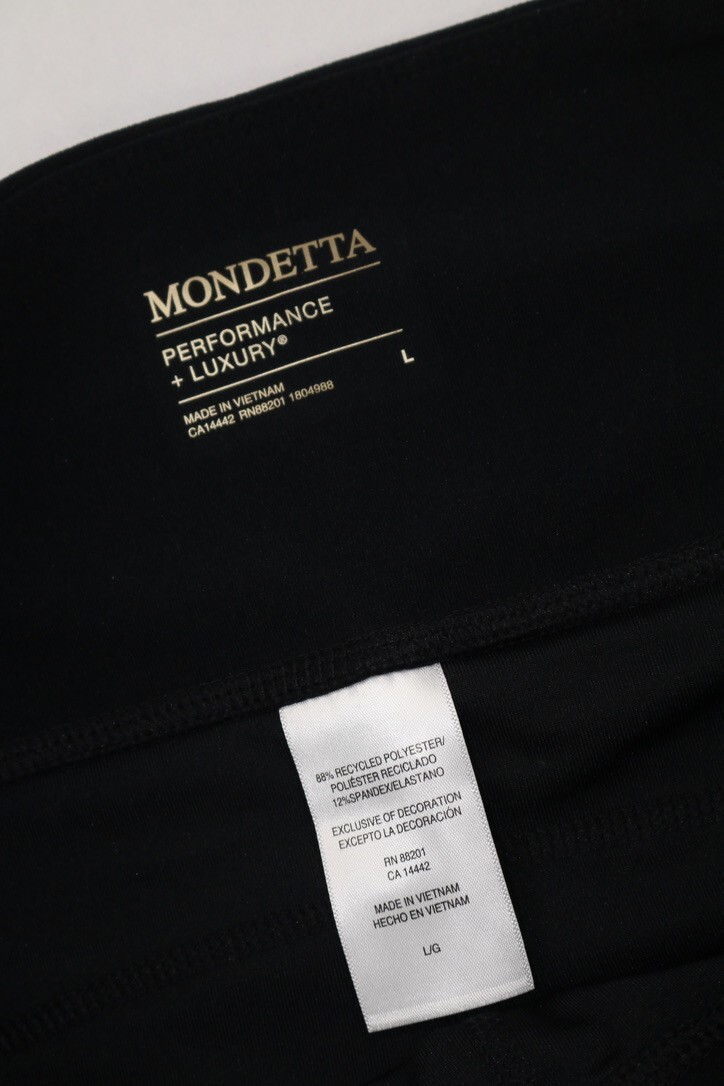 MONDETTA
PERFORMANCE
+ LUXURY®
L
MADE IN VIETNAM
CA14442 RN88201 1804988
88% RECYCLED POLYESTER/
POLIÉSTER RECICLADO
12%SPANDEX/ELASTANO
EXCLUSIVE OF DECORATION
EXCEPTO LA DECORACIÓN
RN 88201
CA 14442
MADE IN VIETNAM
HECHO EN VIETNAM
L/G